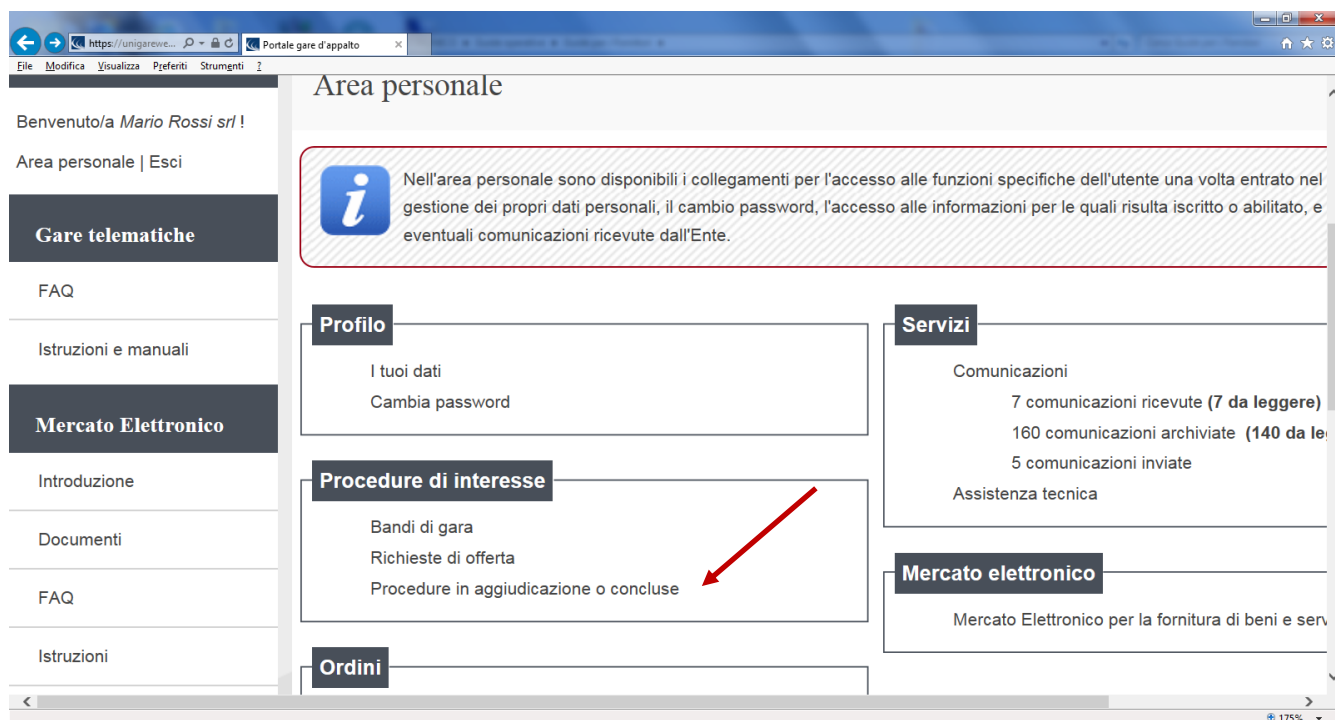 https://unigarewe...
Portale gare d'appalto
File Modifica Visualizza Preferiti Strumenti ?
Area personale
Benvenuto/a Mario Rossi srl !
Area personale | Esci
Nell'area personale sono disponibili i collegamenti per l'accesso alle funzioni specifiche dell'utente una volta entrato nel
gestione dei propri dati personali, il cambio password, l'accesso alle informazioni per le quali risulta iscritto o abilitato, e
eventuali comunicazioni ricevute dall'Ente.
Gare telematiche
FAQ
Istruzioni e manuali
Mercato Elettronico
Introduzione
Documenti
FAQ
Istruzioni
Profilo
I tuoi dati
Cambia password
Procedure di interesse
Bandi di gara
Richieste di offerta
Procedure in aggiudicazione o concluse
Ordini
Servizi
Comunicazioni
7 comunicazioni ricevute (7 da leggere)
160 comunicazioni archiviate (140 da le
5 comunicazioni inviate
Assistenza tecnica
Mercato elettronico
Mercato Elettronico per la fornitura di beni e serv
175%